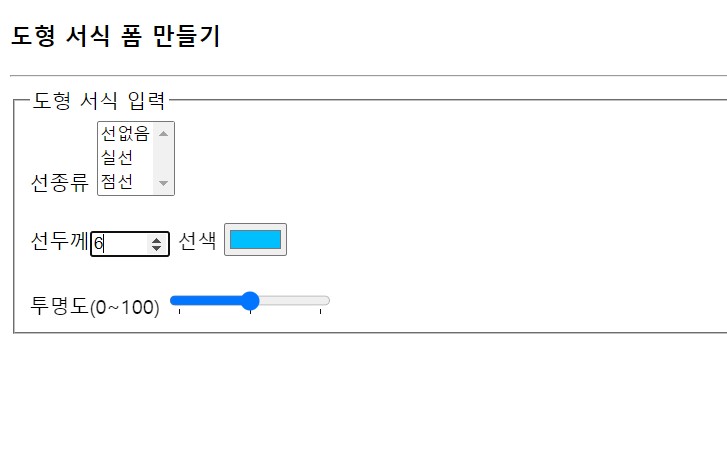 도형 서식 폼 만들기
도형 서식 입력
선없음
실선
선종류 점선
선두께 6 선색
투명도(0~100)